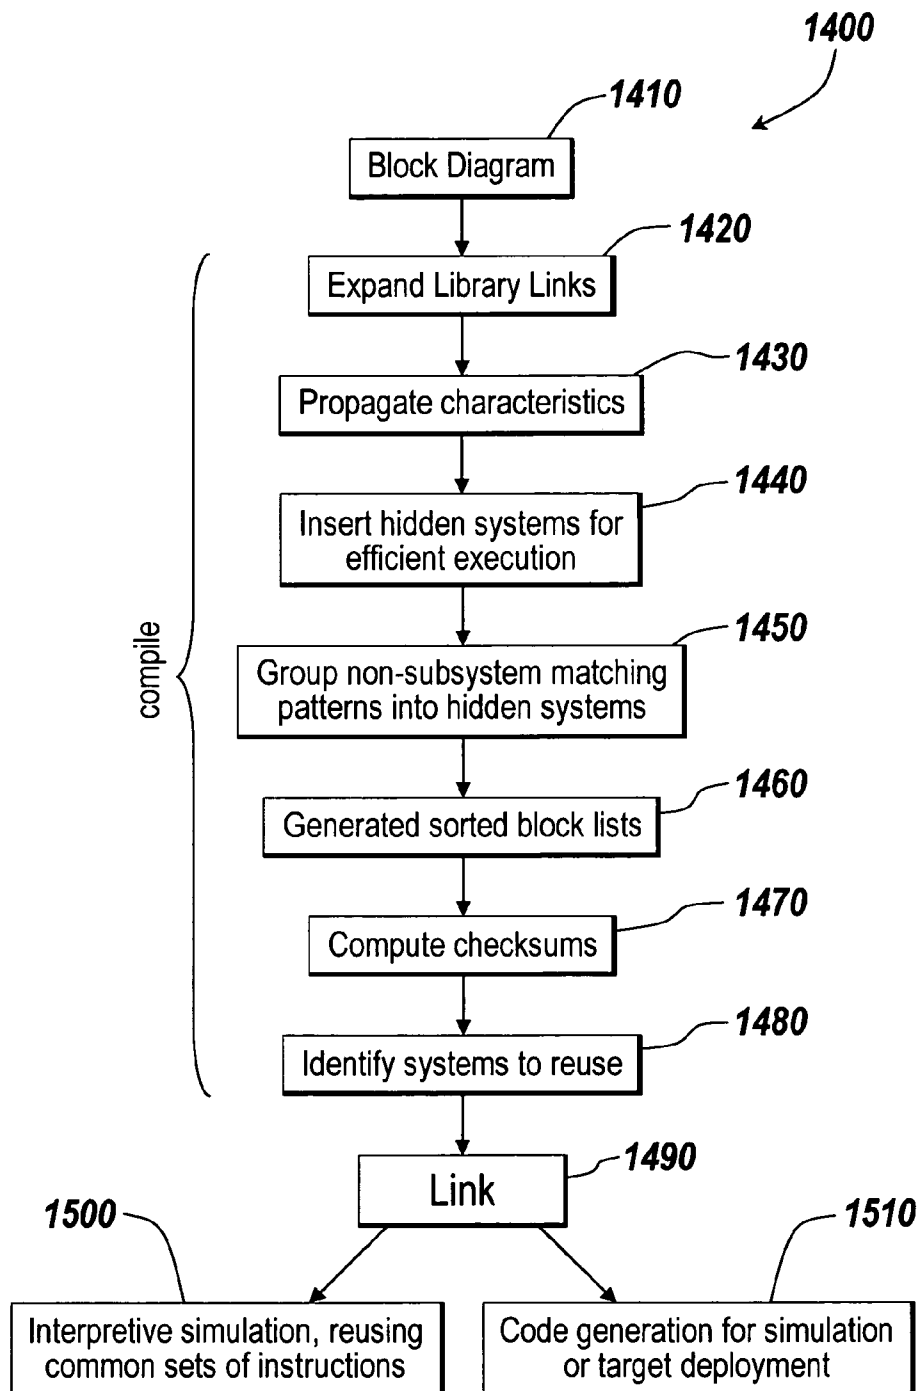 1400
1410
Block Diagram
1420
Expand Library Links
1430
Propagate characteristics
1440
Insert hidden systems for
efficient execution
1450
Group non-subsystem matching
patterns into hidden systems
compile
1460
Generated sorted block lists
1470
Compute checksums
1480
Identify systems to reuse
1490
Link
1500
1510
Interpretive simulation, reusing
common sets of instructions
Code generation for simulation
or target deployment